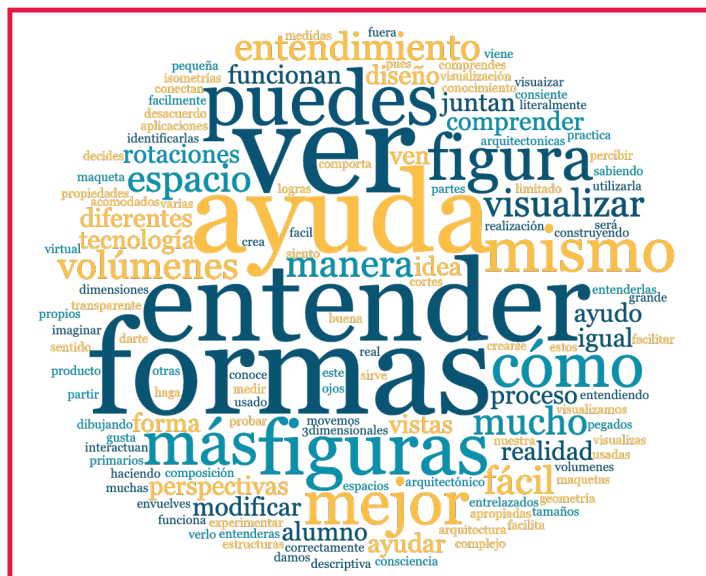 medidas fuera
entendimiento
pequeña pues comprendes viene
isometrías funcionan diseño visualización visuaizar
conectan conocimiento consiente
facilmente puedes juntan literalmente
desacuerdo comprender
aplicaciones ver arquitectonicas practica
identificarlas
decides rotaciones comporta ven figura percibir
maqueta espacio logras partes limitado sabiendo
propiedades utilizarla
acomodados varias ayuda visualizar
diferentes realización construyendo
tecnología crea facil será
virtual siento mismo
volúmenes manera idea
dimensiones cortes entenderlas
transparente buena grande
propios entender ayudo
imaginar igual facilitar
sentido darte real crearse estos
formas cómo
producto otras conoce este ojos
partir haga medir sirve proceso entendiendo
usado
probar movemos visualizamos
dibujando forma 3dimensionales vistas mucho pegados
gusta nuestra visualizas
interactuan más figuras realidad usadas
primarios volumenes
haciendo composición espacios arquitectónico fácil maquetas
muchas perspectivas geometría
envuelves modificar mejor entrelazados tamaños
funciona experimentar apropiadas facilita
verlo entenderas alumno ayudar arquitectura
estructuras correctamente complejo
damos descriptiva consciencia